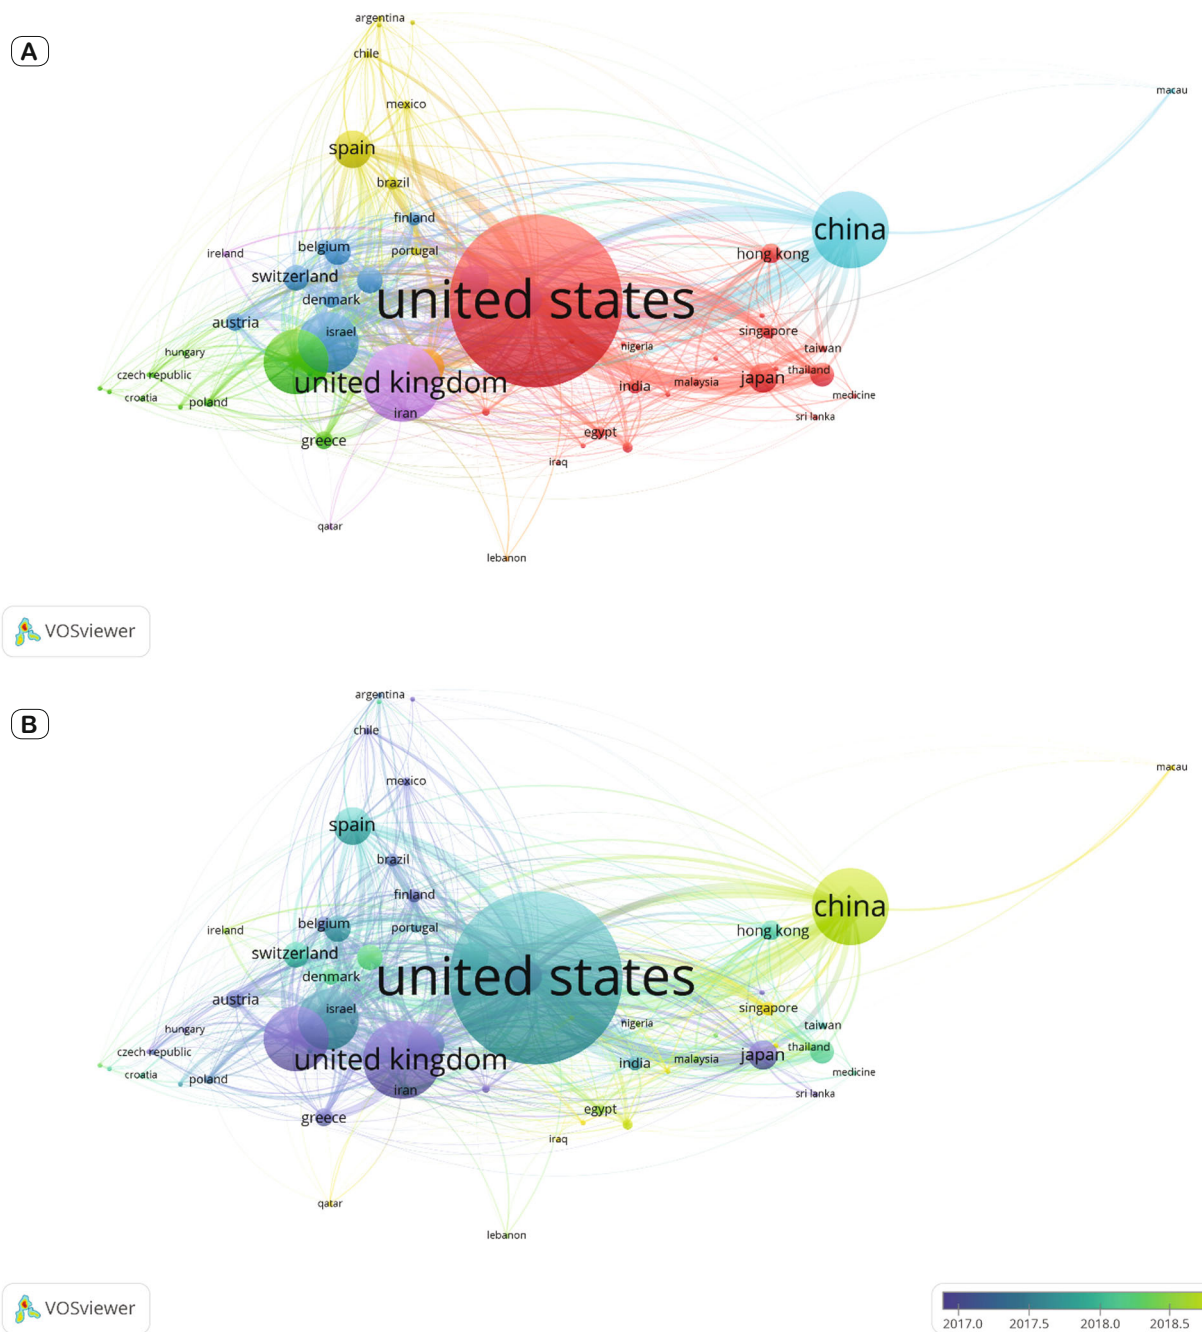 A
argentina
chile
macau
mexico
spain
brazil
finland
china
belgium
portugal
ireland
hong kong
switzerland
denmark
united states
austria
israel
singapore
nigeria
hungary
taiwan
czech republic
united kingdom
india
malaysia
japan
thailand
croatia
poland
iran
medicine
sri lanka
greece
egypt
iraq
qatar
lebanon
VOSviewer
B
argentina
chile
macau
mexico
spain
brazil
finland
china
belgium
portugal
ireland
hong kong
switzerland
denmark
united states
austria
israel
singapore
nigeria
hungary
taiwan
czech republic
united kingdom
india
malaysia
japan
thailand
croatia
poland
iran
medicine
sri lanka
greece
egypt
iraq
qatar
lebanon
VOSviewer
2017.0 2017.5 2018.0 2018.5